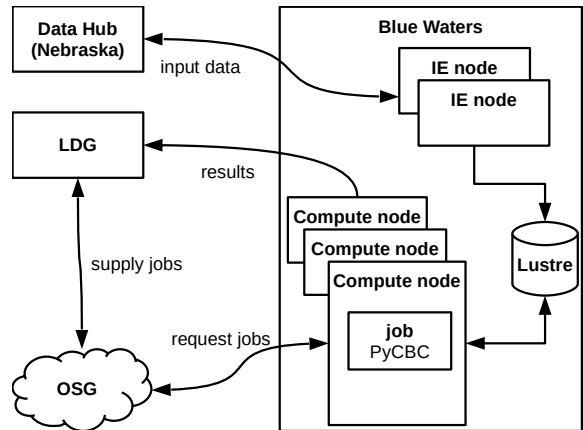 Data Hub
(Nebraska)
input data
Blue Waters
IE node
IE node
LDG
results
Compute node
Compute node
Compute node
Lustre
supply jobs
request jobs
job
PyCBC
OSG